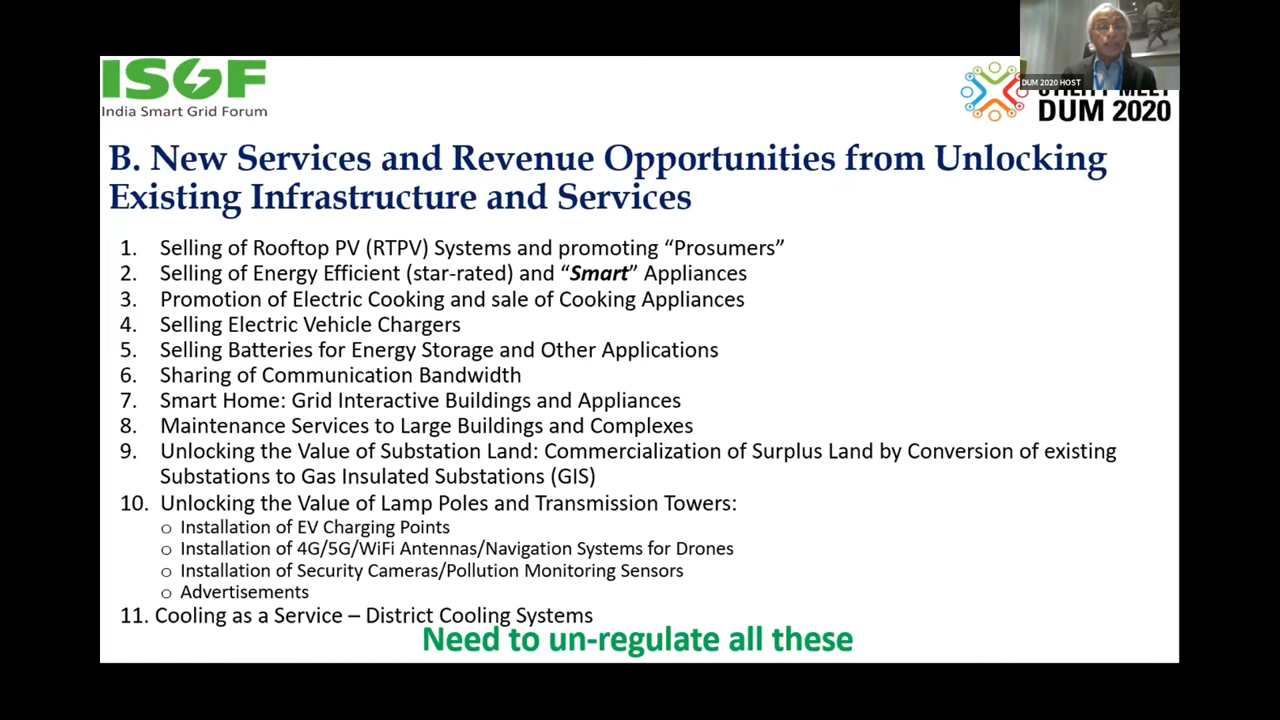 ISGF
India Smart Grid Forum
DUM 2020 HOST
UTILITY MEET
DUM 2020
B. New Services and Revenue Opportunities from Unlocking
Existing Infrastructure and Services
1. Selling of Rooftop PV (RTPV) Systems and promoting “Prosumers”
2. Selling of Energy Efficient (star-rated) and “Smart” Appliances
3. Promotion of Electric Cooking and sale of Cooking Appliances
4. Selling Electric Vehicle Chargers
5. Selling Batteries for Energy Storage and Other Applications
6. Sharing of Communication Bandwidth
7. Smart Home: Grid Interactive Buildings and Appliances
8. Maintenance Services to Large Buildings and Complexes
9. Unlocking the Value of Substation Land: Commercialization of Surplus Land by Conversion of existing
Substations to Gas Insulated Substations (GIS)
10. Unlocking the Value of Lamp Poles and Transmission Towers:
o Installation of EV Charging Points
o Installation of 4G/5G/WiFi Antennas/Navigation Systems for Drones
o Installation of Security Cameras/Pollution Monitoring Sensors
o Advertisements
11. Cooling as a Service – District Cooling Systems
Need to un-regulate all these